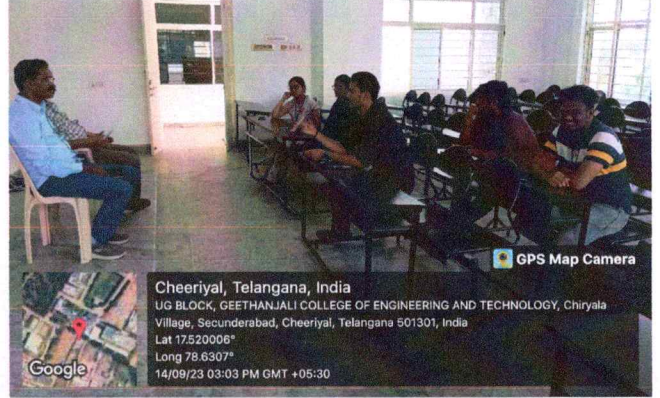 GPS Map Camera
Cheeriyal, Telangana, India
UG BLOCK, GEETHANJALI COLLEGE OF ENGINEERING AND TECHNOLOGY, Chiryala
Village, Secunderabad, Cheeriyal, Telangana 501301, India
Lat 17.520006°
Long 78.6307°
14/09/23 03:03 PM GMT +05:30
Google